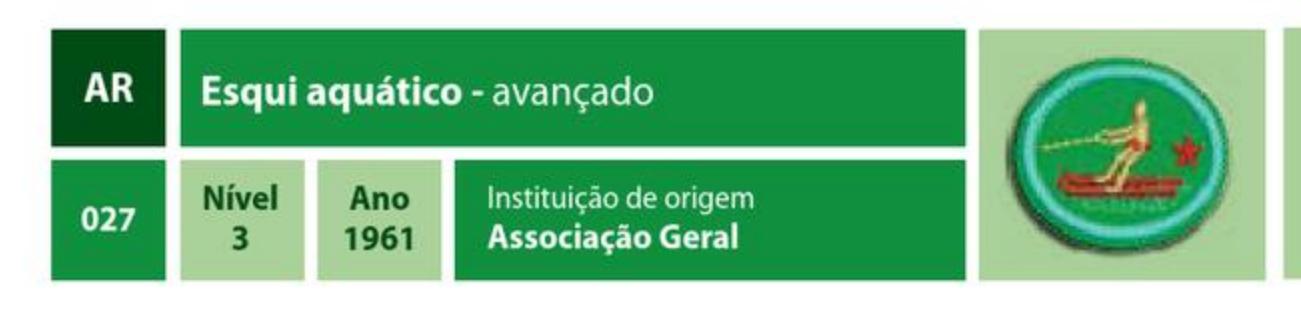 AR
Esqui aquático - avançado
027
Nível
3
Ano
1961
Instituição de origem
Associação Geral